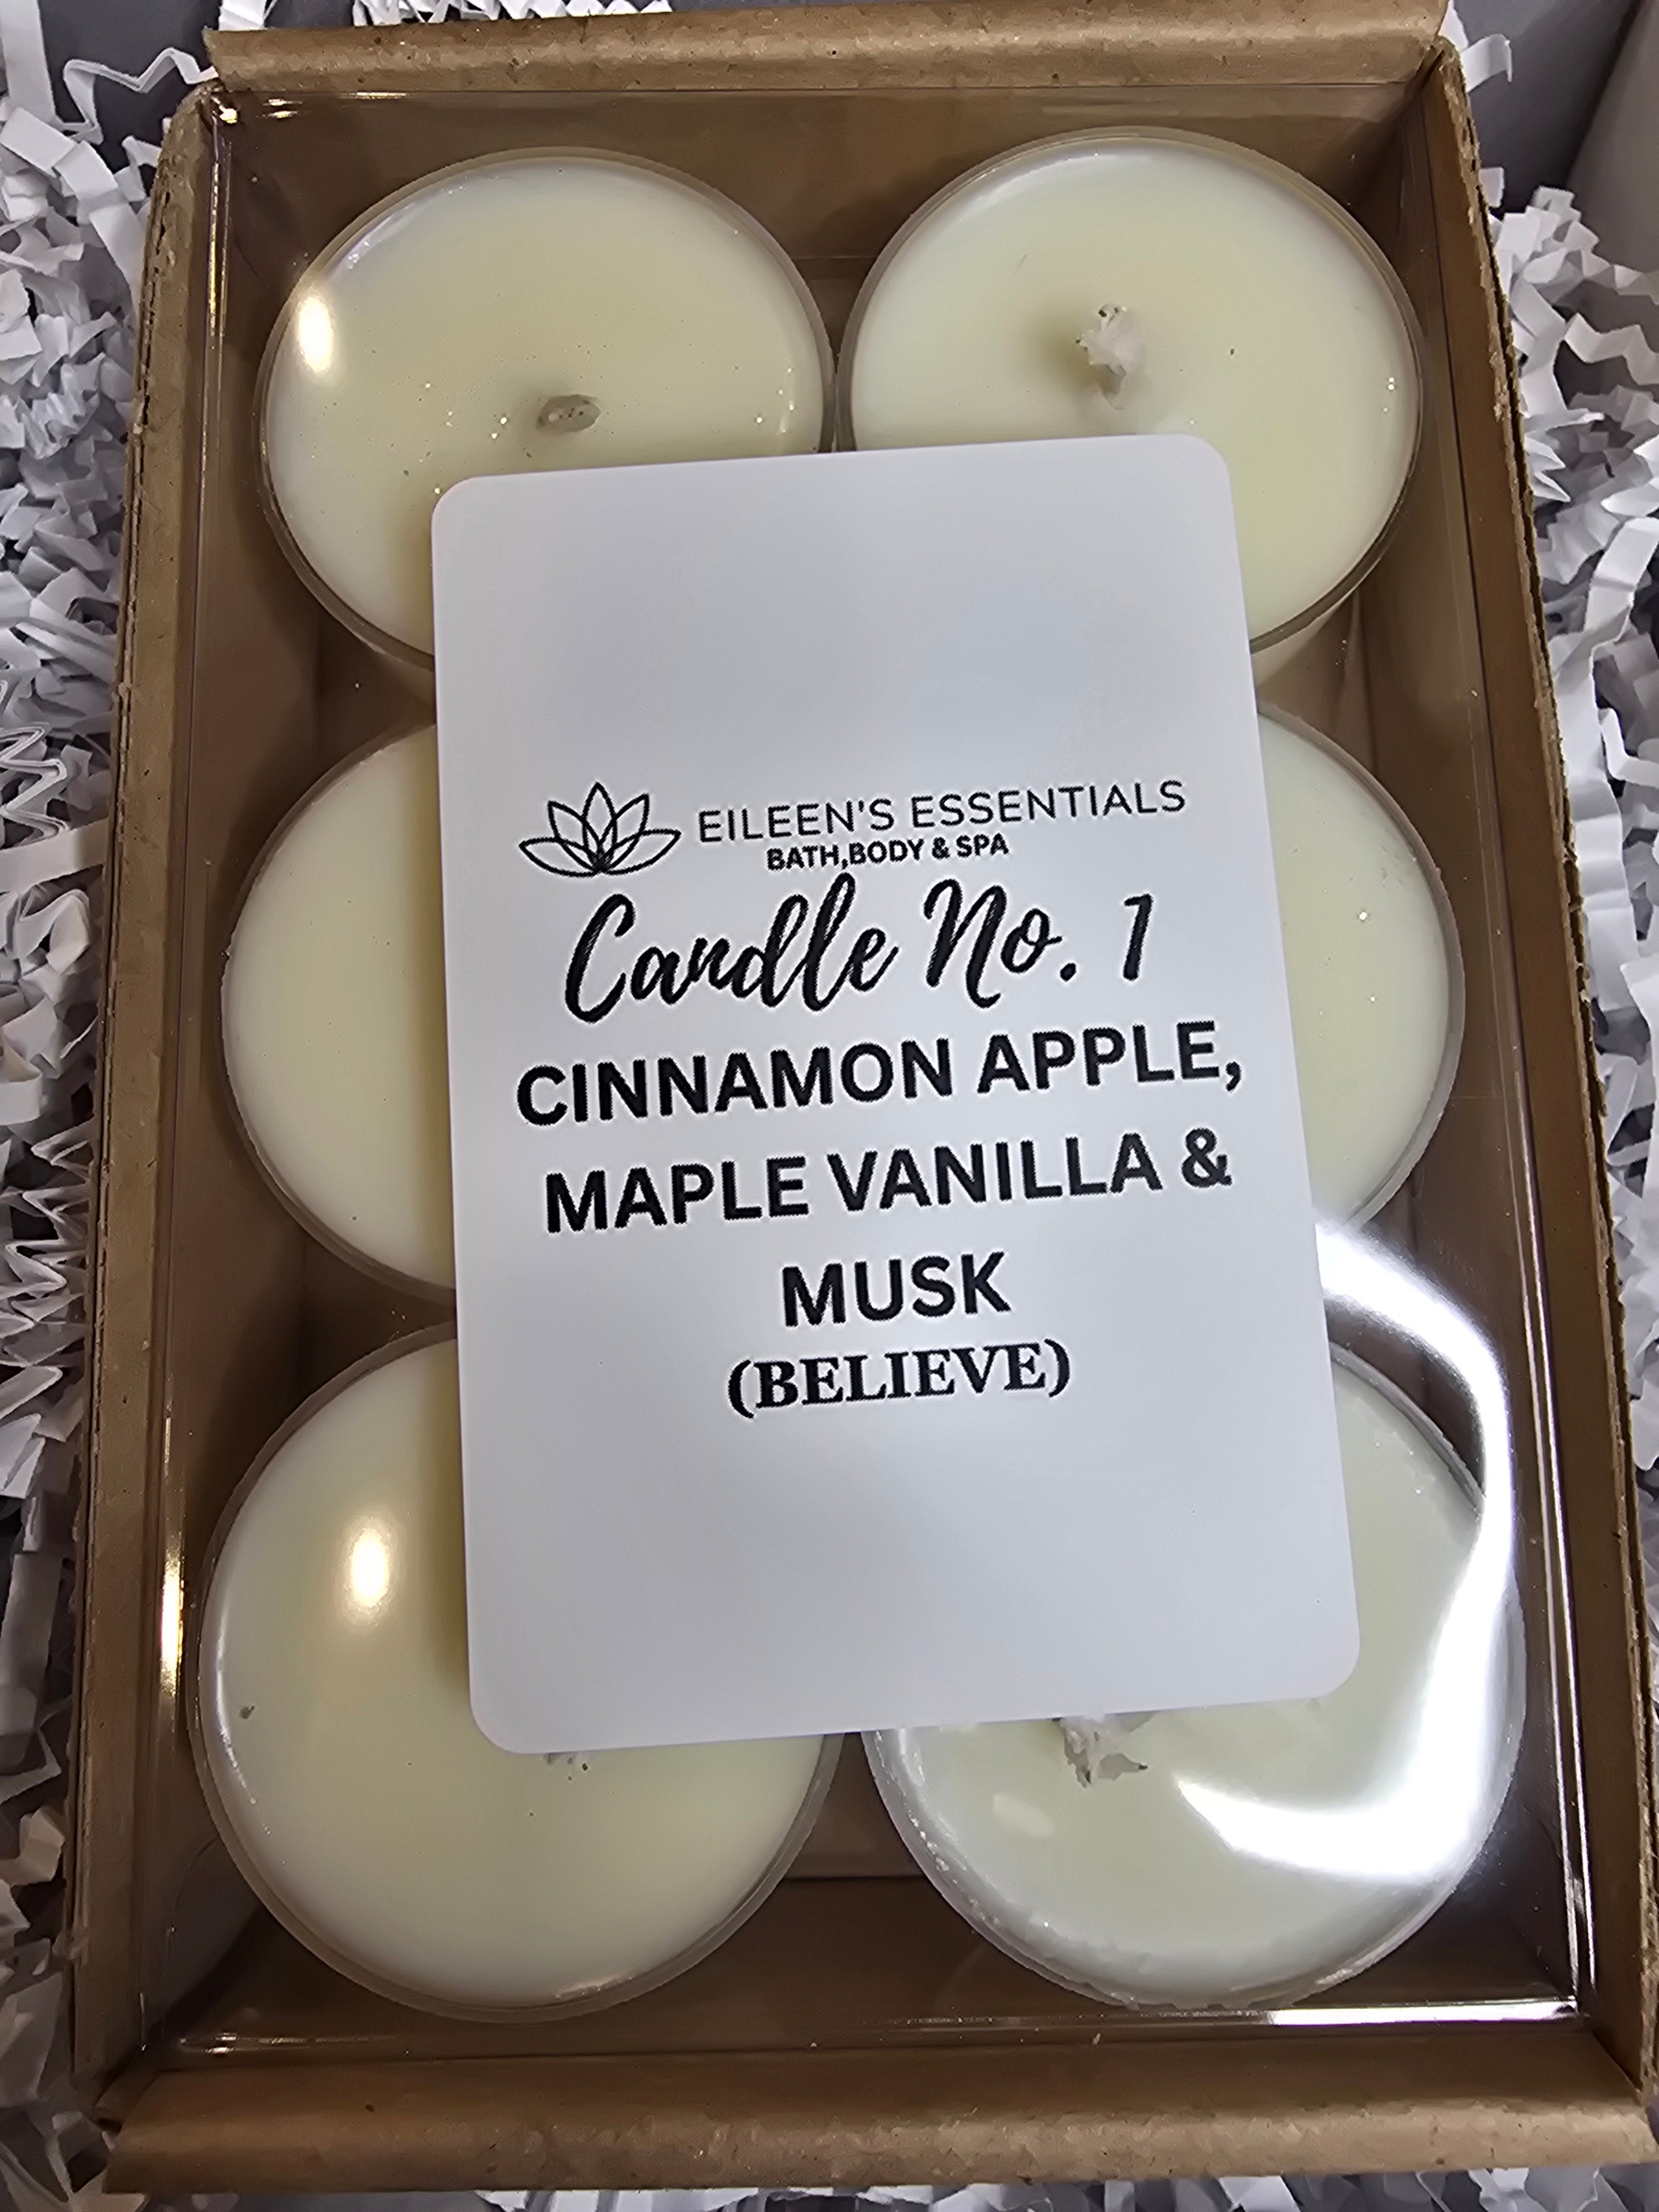 EILEEN'S ESSENTIALS
BATH,BODY & SPA
Candle No. 1
CINNAMON APPLE,
MAPLE VANILLA &
MUSK
(BELIEVE)